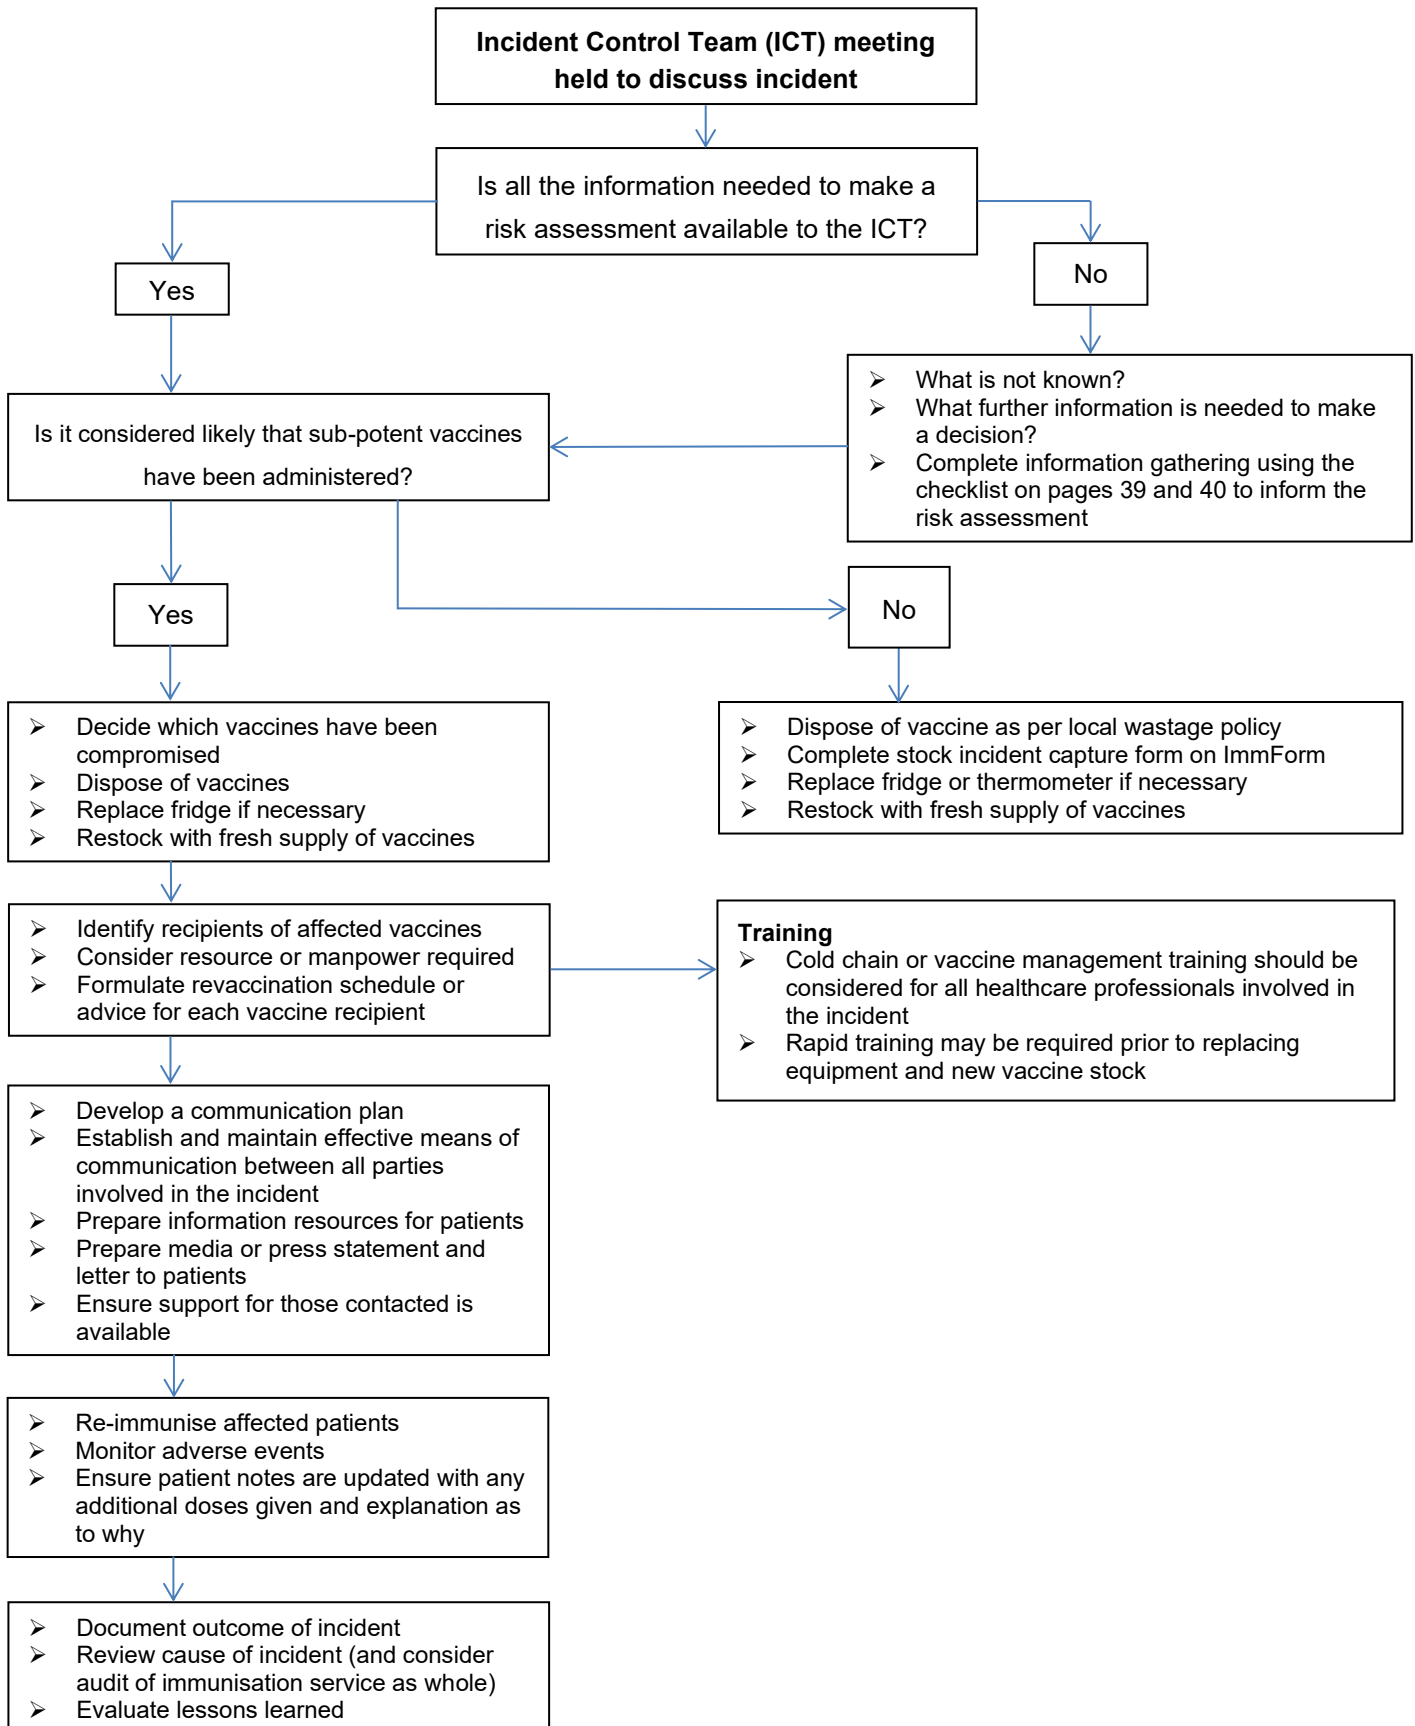 Incident Control Team (ICT) meeting
held to discuss incident
Is all the information needed to make a
risk assessment available to the ICT?
Yes
No
➢ What is not known?
➢ What further information is needed to make
a decision?
➢ Complete information gathering using the
checklist on pages 39 and 40 to inform the
risk assessment
Is it considered likely that sub-potent vaccines
have been administered?
Yes
No
➢ Decide which vaccines have been
compromised
➢ Dispose of vaccines
➢ Replace fridge if necessary
➢ Restock with fresh supply of vaccines
➢ Dispose of vaccine as per local wastage policy
➢ Complete stock incident capture form on ImmForm
➢ Replace fridge or thermometer if necessary
➢ Restock with fresh supply of vaccines
➢ Identify recipients of affected vaccines
➢ Consider resource or manpower required
➢ Formulate revaccination schedule or
advice for each vaccine recipient
Training
➢ Cold chain or vaccine management training should be
considered for all healthcare professionals involved in
the incident
➢ Rapid training may be required prior to replacing
equipment and new vaccine stock
➢ Develop a communication plan
➢ Establish and maintain effective means of
communication between all parties
involved in the incident
➢ Prepare information resources for patients
➢ Prepare media or press statement and
letter to patients
➢ Ensure support for those contacted is
available
➢ Re-immunise affected patients
➢ Monitor adverse events
➢ Ensure patient notes are updated with any
additional doses given and explanation as
to why
➢ Document outcome of incident
➢ Review cause of incident (and consider
audit of immunisation service as whole)
➢ Evaluate lessons learned